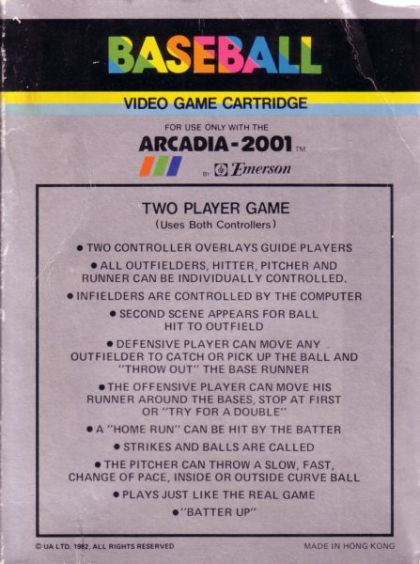 BASEBALL
VIDEO GAME CARTRIDGE
FOR USE ONLY WITH THE
ARCADIA-2001 TM
BY Emerson
TWO PLAYER GAME
(Uses Both Controllers)
● TWO CONTROLLER OVERLAYS GUIDE PLAYERS
● ALL OUTFIELDERS, HITTER, PITCHER AND
RUNNER CAN BE INDIVIDUALLY CONTROLLED.
● INFIELDERS ARE CONTROLLED BY THE COMPUTER
● SECOND SCENE APPEARS FOR BALL
HIT TO OUTFIELD
● DEFENSIVE PLAYER CAN MOVE ANY
OUTFIELDER TO CATCH OR PICK UP THE BALL AND
"THROW OUT" THE BASE RUNNER
● THE OFFENSIVE PLAYER CAN MOVE HIS
RUNNER AROUND THE BASES, STOP AT FIRST
OR "TRY FOR A DOUBLE"
● A "HOME RUN" CAN BE HIT BY THE BATTER
● STRIKES AND BALLS ARE CALLED
● THE PITCHER CAN THROW A SLOW, FAST,
CHANGE OF PACE, INSIDE OR OUTSIDE CURVE BALL
● PLAYS JUST LIKE THE REAL GAME
● "BATTER UP"
© UA LTD. 1982, ALL RIGHTS RESERVED
MADE IN HONG KONG